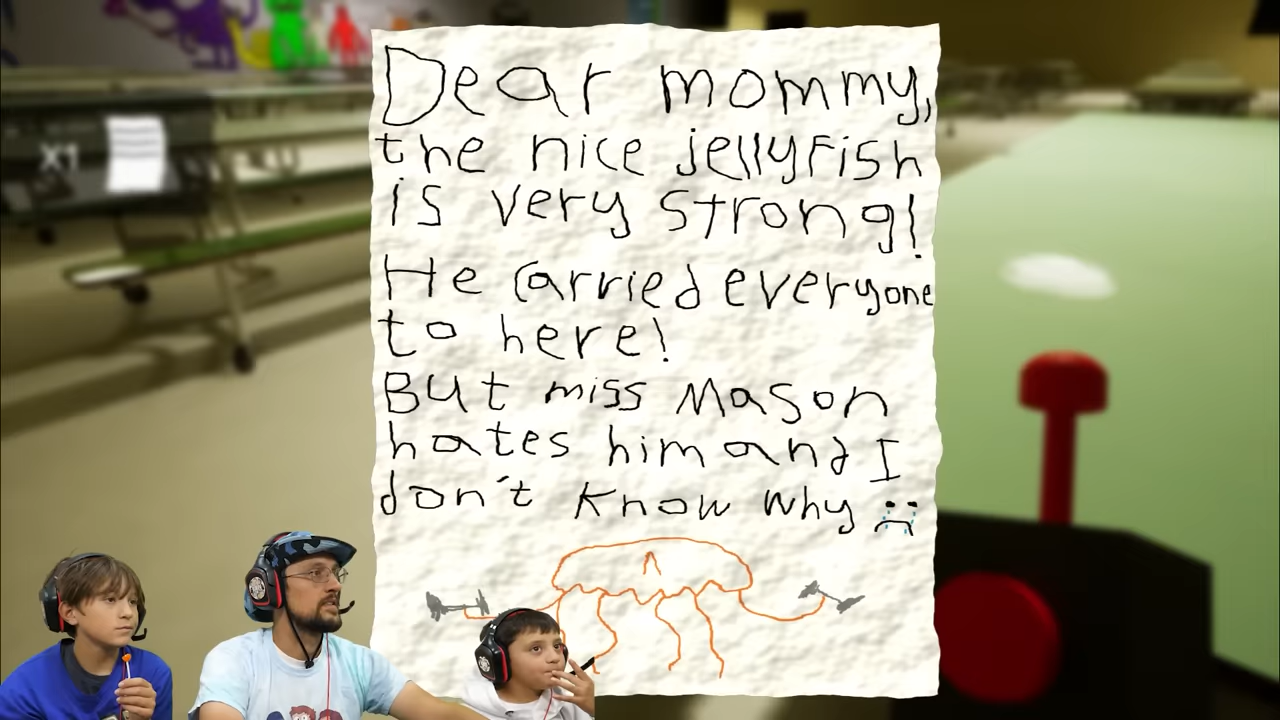 Dear mommy,
the nice jellyfish
is very strong!
He carried everyone
to here!
But miss Mason
hates him and I
don't know why
X1